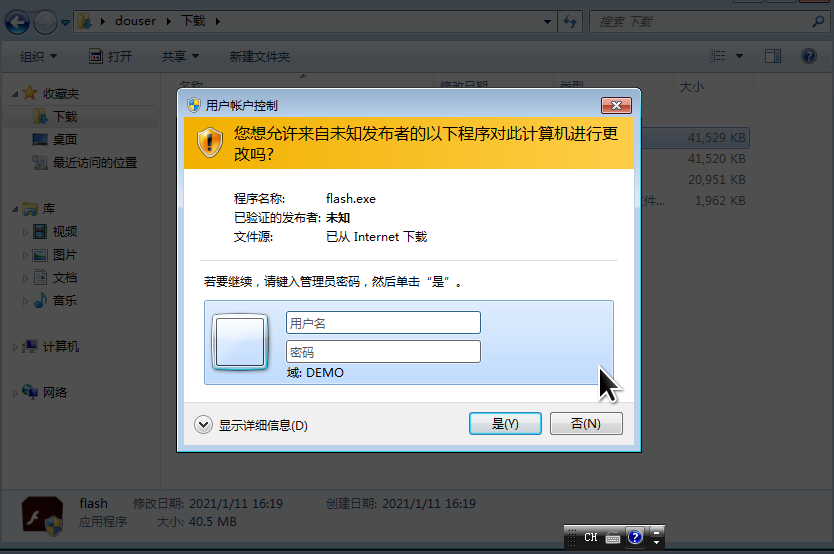 douser
下载
搜索 下载
组织
打开
共享
新建文件夹
名称
修改日期
类型
大小
收藏夹
下载
桌面
最近访问的位置
库
视频
图片
文档
音乐
计算机
网络
41,529 KB
41,520 KB
20,951 KB
件...
1,962 KB
用户帐户控制
您想允许来自未知发布者的以下程序对此计算机进行更
改吗?
程序名称: flash.exe
已验证的发布者: 未知
文件源: 已从 Internet 下载
若要继续，请键入管理员密码，然后单击“是”。
用户名
密码
域: DEMO
显示详细信息(D)
是(Y)
否(N)
flash 修改日期: 2021/1/11 16:19 创建日期: 2021/1/11 16:19
应用程序 大小: 40.5 MB
CH